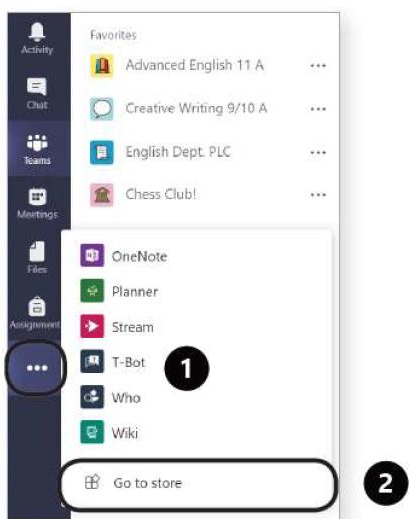 Activity
Chat
Teams
Meetings
Files
Assignment
Favorites
Advanced English 11 A
Creative Writing 9/10 A
English Dept. PLC
Chess Club!
OneNote
Planner
Stream
T-Bot
Who
Wiki
Go to store
1
2